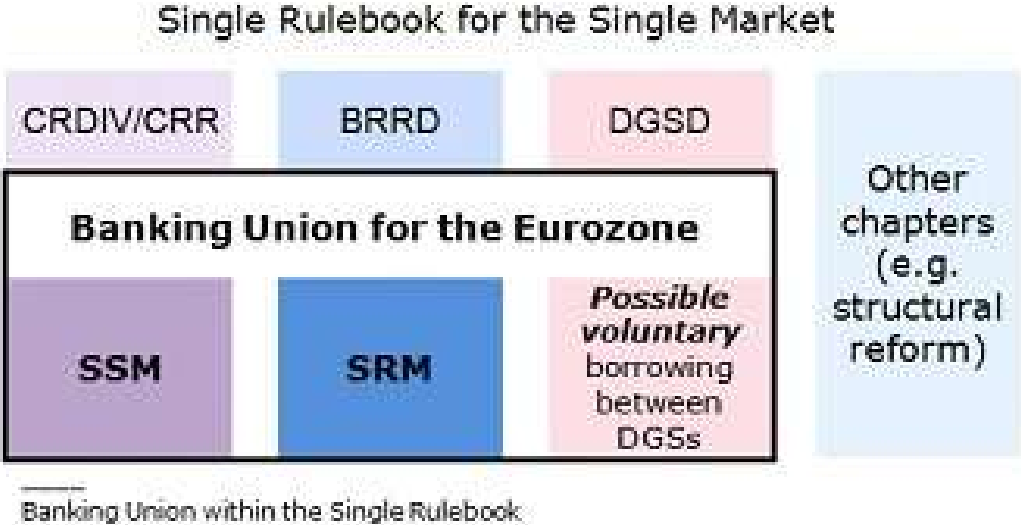 Single Rulebook for the Single Market
CRDIV/CRR
BRRD
DGSD
Other
chapters
(e.g.
structural
reform)
Banking Union for the Eurozone
SSM
SRM
Possible
voluntary
borrowing
between
DGSs
Banking Union within the Single Rulebook